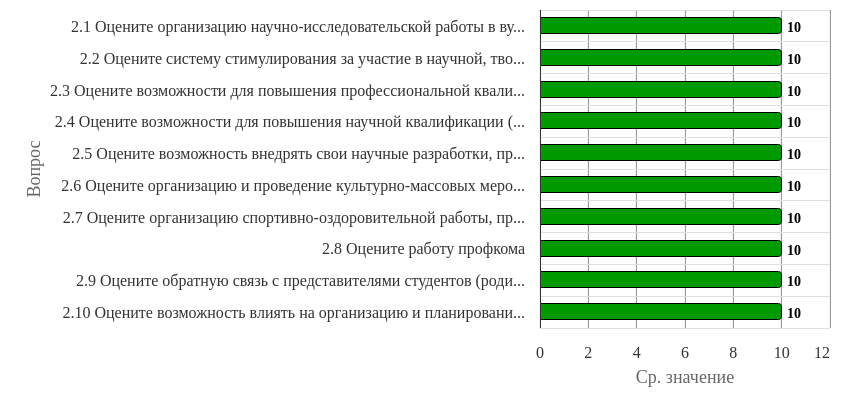 2.1 Оцените организацию научно-исследовательской работы в ву... 10
2.2 Оцените систему стимулирования за участие в научной, тво... 10
2.3 Оцените возможности для повышения профессиональной квали... 10
2.4 Оцените возможности для повышения научной квалификации (... 10
2.5 Оцените возможность внедрять свои научные разработки, пр... 10
2.6 Оцените организацию и проведение культурно-массовых меро... 10
2.7 Оцените организацию спортивно-оздоровительной работы, пр... 10
2.8 Оцените работу профкома 10
2.9 Оцените обратную связь с представителями студентов (роди... 10
2.10 Оцените возможность влиять на организацию и планировани... 10
Вопрос
0 2 4 6 8 10 12
Ср. значение